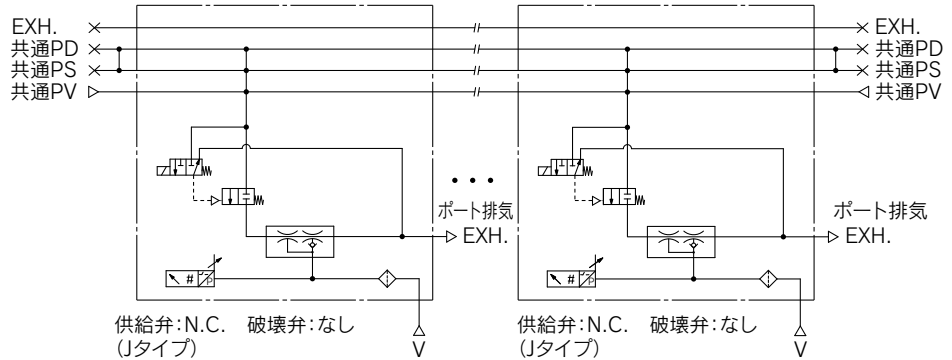 EXH.
共通PD
共通PS
共通PV
EXH.
共通PD
共通PS
共通PV
ポート排気
EXH.
ポート排気
EXH.
#
P
#
P
供給弁：N.C.　破壊弁：なし
（Jタイプ）
V
供給弁：N.C.　破壊弁：なし
（Jタイプ）
V